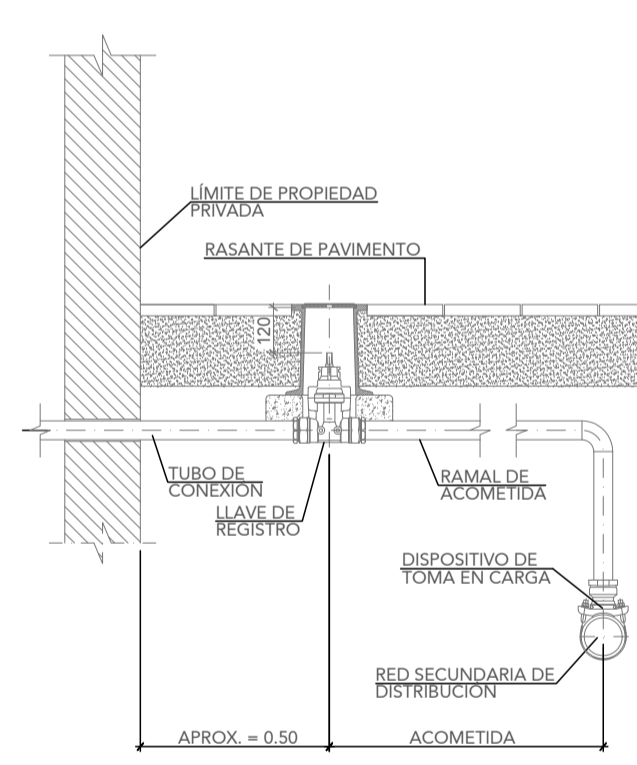 LÍMITE DE PROPIEDAD
PRIVADA
RASANTE DE PAVIMENTO
120
TUBO DE
CONEXIÓN
LLAVE DE
REGISTRO
RAMAL DE
ACOMETIDA
DISPOSITIVO DE
TOMA EN CARGA
RED SECUNDARIA DE
DISTRIBUCIÓN
APROX. = 0.50
ACOMETIDA